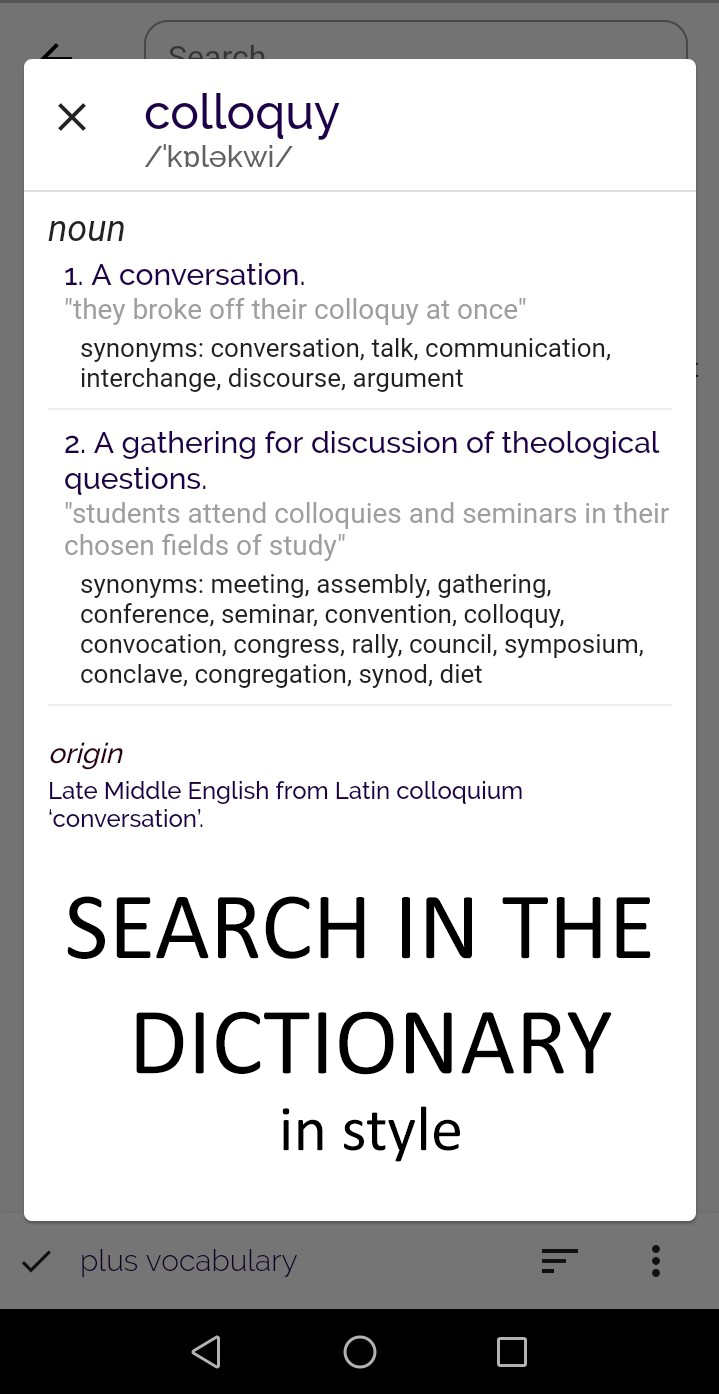 Search
colloquy
/ˈkɒləkwi/
noun
1. A conversation.
"they broke off their colloquy at once"
synonyms: conversation, talk, communication,
interchange, discourse, argument
2. A gathering for discussion of theological
questions.
"students attend colloquies and seminars in their
chosen fields of study"
synonyms: meeting, assembly, gathering,
conference, seminar, convention, colloquy,
convocation, congress, rally, council, symposium,
conclave, congregation, synod, diet
origin
Late Middle English from Latin colloquium
‘conversation’.
SEARCH IN THE
DICTIONARY
in style
plus vocabulary